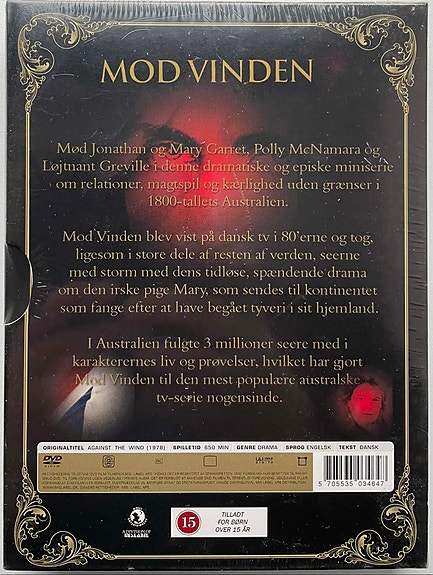 MOD VINDEN
Mød Jonathan og Mary Garret, Polly McNamara og
Løjtnant Greville i denne dramatiske og episke miniserie
om relationer, magtspil og kærlighed uden grænser i
1800-tallets Australien.
Mod Vinden blev vist på dansk tv i 80'erne og tog,
ligesom i store dele af resten af verden, seerne
med storm med dens tidløse, spændende drama
om den irske pige Mary, som sendes til kontinentet
som fange efter at have begået tyveri i sit hjemland.
I Australien fulgte 3 millioner seere med i
karakterernes liv og prøvelser, hvilket har gjort
Mod Vinden til den mest populære australske
tv-serie nogensinde.
ORIGINALTITEL AGAINST THE WIND (1978) SPILLETID 650 MIN GENRE DRAMA SPROG ENGELSK TEKST DANSK
DVD
VIDEO
5 705535 034647
A DIVISION OF
15
TILLADT
FOR BØRN
OVER 15 ÅR